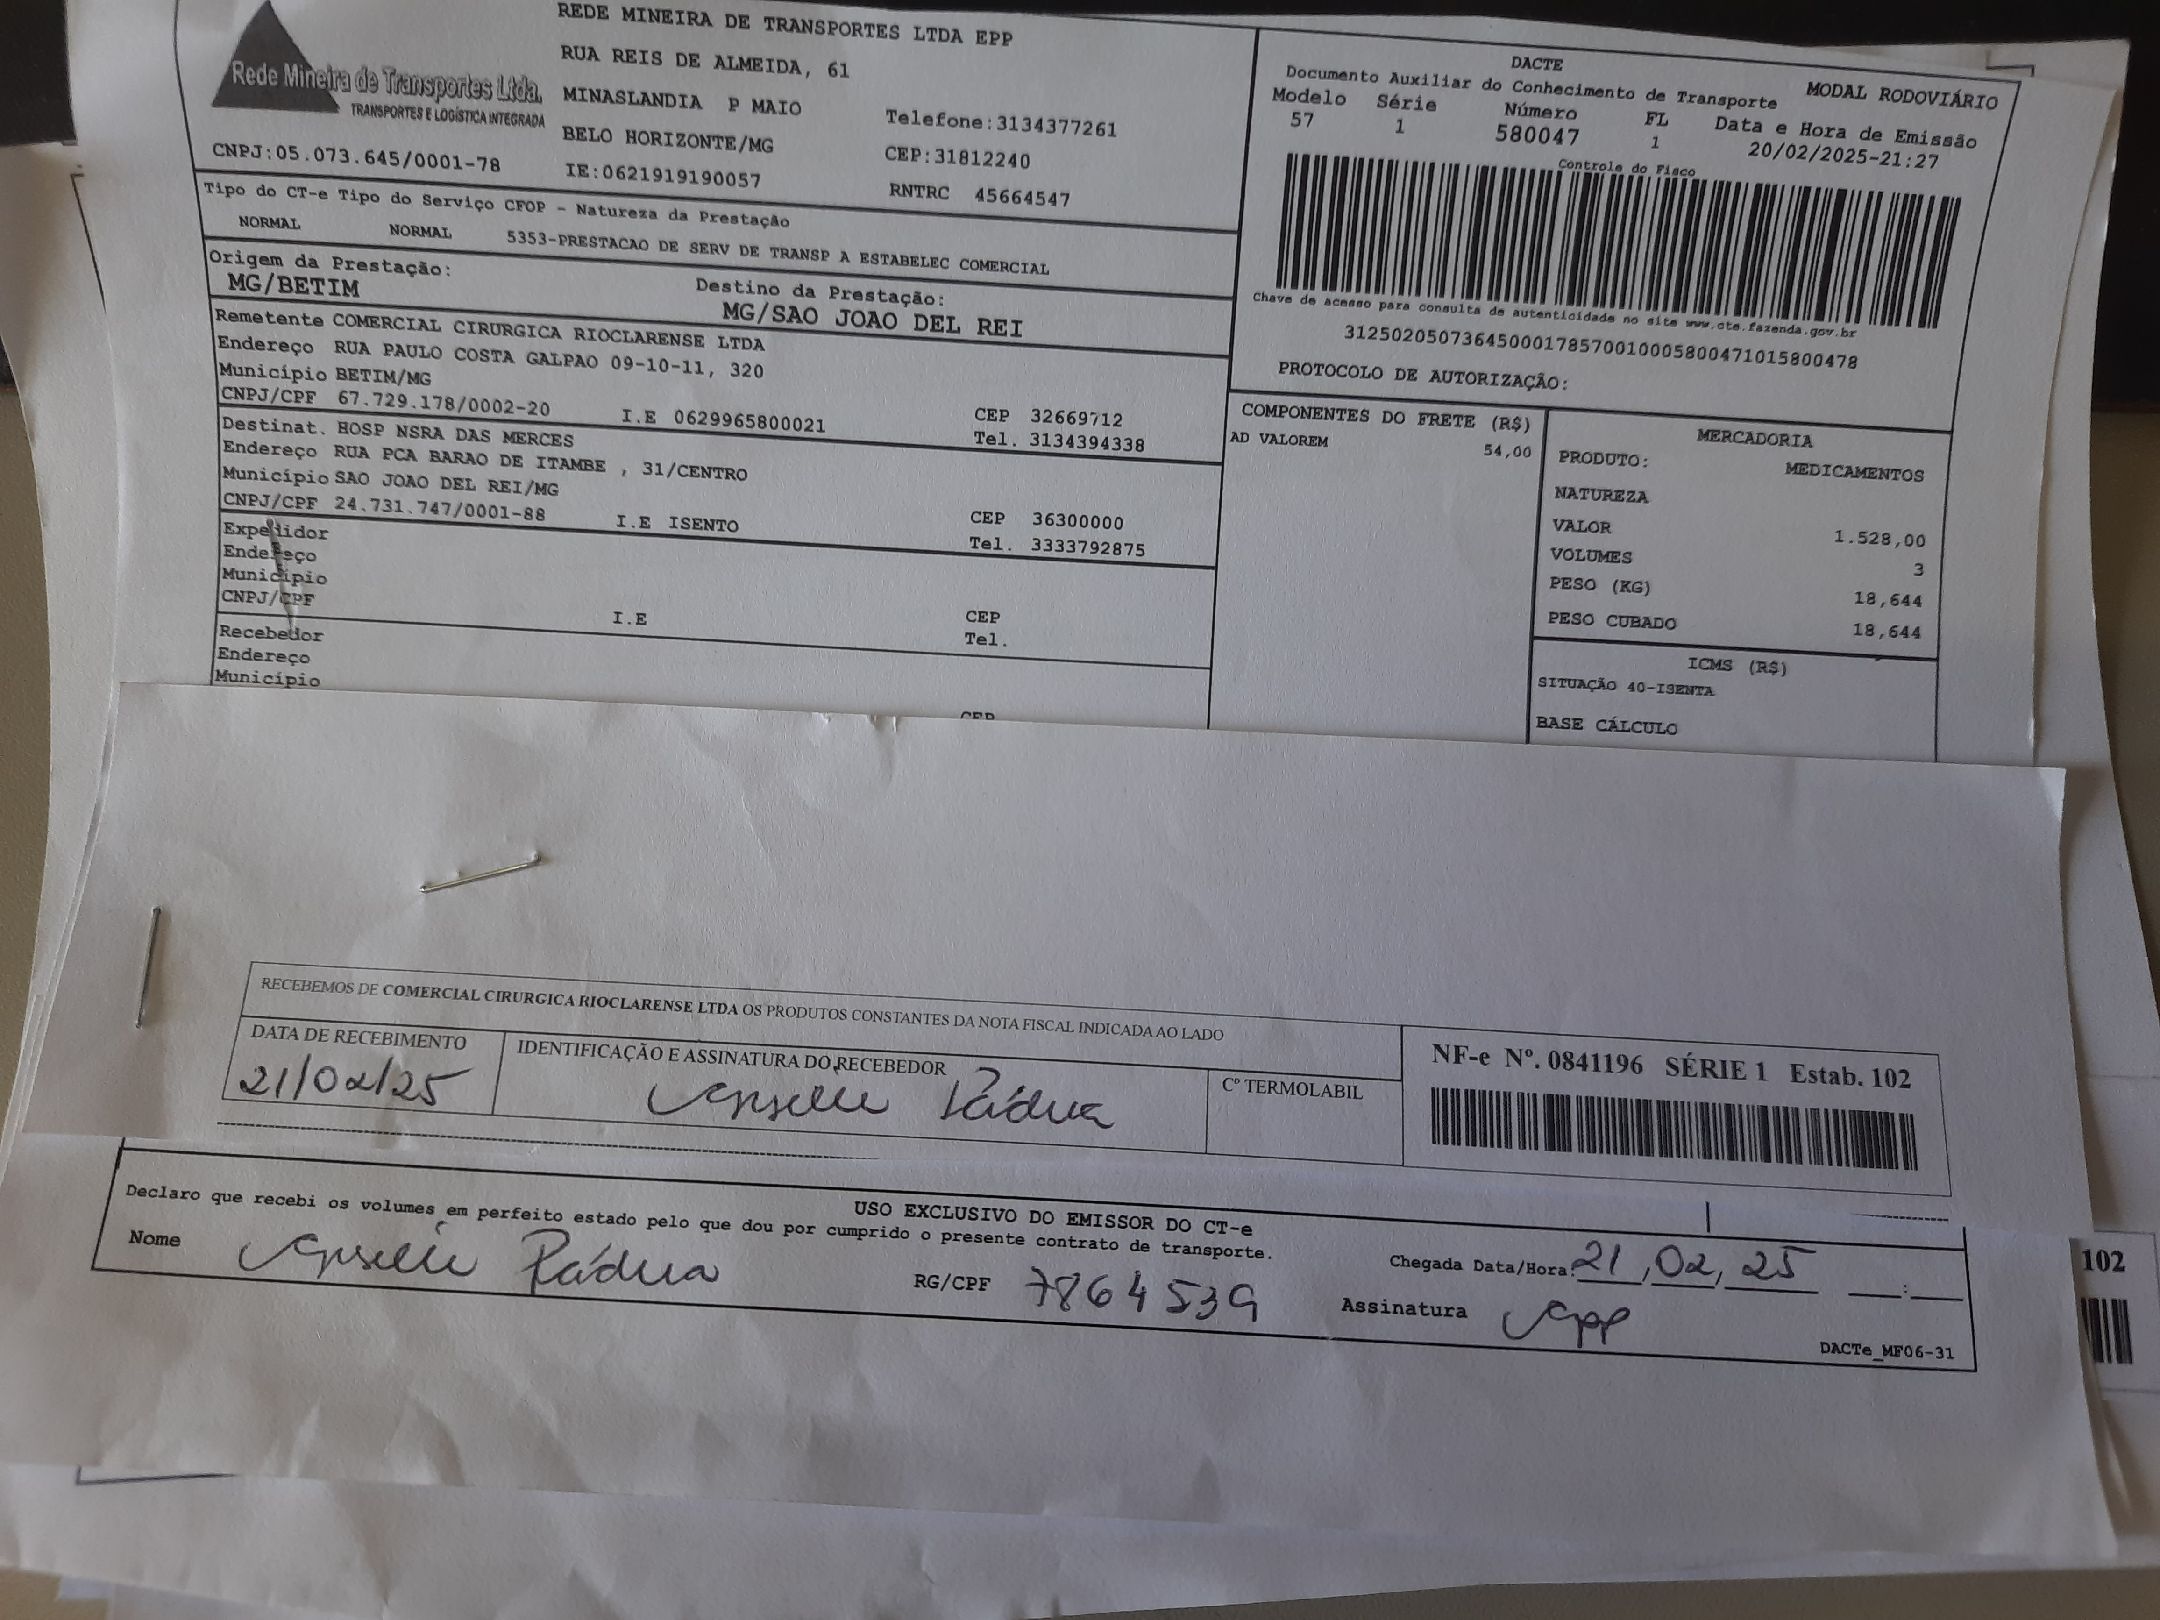 Rede Mineira de Transportes Ltda.
TRANSPORTES E LOGÍSTICA INTEGRADA
CNPJ:05.073.645/0001-78
REDE MINEIRA DE TRANSPORTES LTDA EPP
RUA REIS DE ALMEIDA, 61
MINASLANDIA P MAIO
BELO HORIZONTE/MG
IE:0621919190057
Telefone:3134377261
CEP:31812240
RNTRC 45664547
DACTE
MODAL RODOVIÁRIO
Documento Auxiliar do Conhecimento de Transporte
Modelo Série Número FL Data e Hora de Emissão
57 1 580047 1 20/02/2025-21:27
Controle do Fisco
Chave de acesso para consulta de autenticidade no site www.cte.fazenda.gov.br
31250205073645000178570010005800471015800478
PROTOCOLO DE AUTORIZAÇÃO:
Tipo do CT-e Tipo do Serviço CFOP - Natureza da Prestação
NORMAL NORMAL 5353-PRESTACAO DE SERV DE TRANSP A ESTABELEC COMERCIAL
Origem da Prestação: Destino da Prestação:
MG/BETIM MG/SAO JOAO DEL REI
Remetente COMERCIAL CIRURGICA RIOCLARENSE LTDA
Endereço RUA PAULO COSTA GALPAO 09-10-11, 320
Município BETIM/MG CEP 32669712
CNPJ/CPF 67.729.178/0002-20 I.E 0629965800021 Tel. 3134394338
Destinat. HOSP NSRA DAS MERCES
Endereço RUA PCA BARAO DE ITAMBE , 31/CENTRO
Município SAO JOAO DEL REI/MG CEP 36300000
CNPJ/CPF 24.731.747/0001-88 I.E ISENTO Tel. 3333792875
Expedidor
Endereço
Município CEP
CNPJ/CPF I.E Tel.
Recebedor
Endereço
Município CEP
COMPONENTES DO FRETE (R$)
AD VALOREM 54,00
MERCADORIA
PRODUTO: MEDICAMENTOS
NATUREZA
VALOR 1.528,00
VOLUMES 3
PESO (KG) 18,644
PESO CUBADO 18,644
ICMS (R$)
SITUAÇÃO 40-ISENTA
BASE CÁLCULO
RECEBEMOS DE COMERCIAL CIRURGICA RIOCLARENSE LTDA OS PRODUTOS CONSTANTES DA NOTA FISCAL INDICADA AO LADO
DATA DE RECEBIMENTO IDENTIFICAÇÃO E ASSINATURA DO RECEBEDOR Cº TERMOLABIL
21/02/25 Pádua
NF-e Nº. 0841196 SÉRIE 1 Estab. 102
USO EXCLUSIVO DO EMISSOR DO CT-e
Declaro que recebi os volumes em perfeito estado pelo que dou por cumprido o presente contrato de transporte.
Nome Pádua RG/CPF 7864539
Chegada Data/Hora: 21,02,25 :
Assinatura
DACTe_MF06-31
102